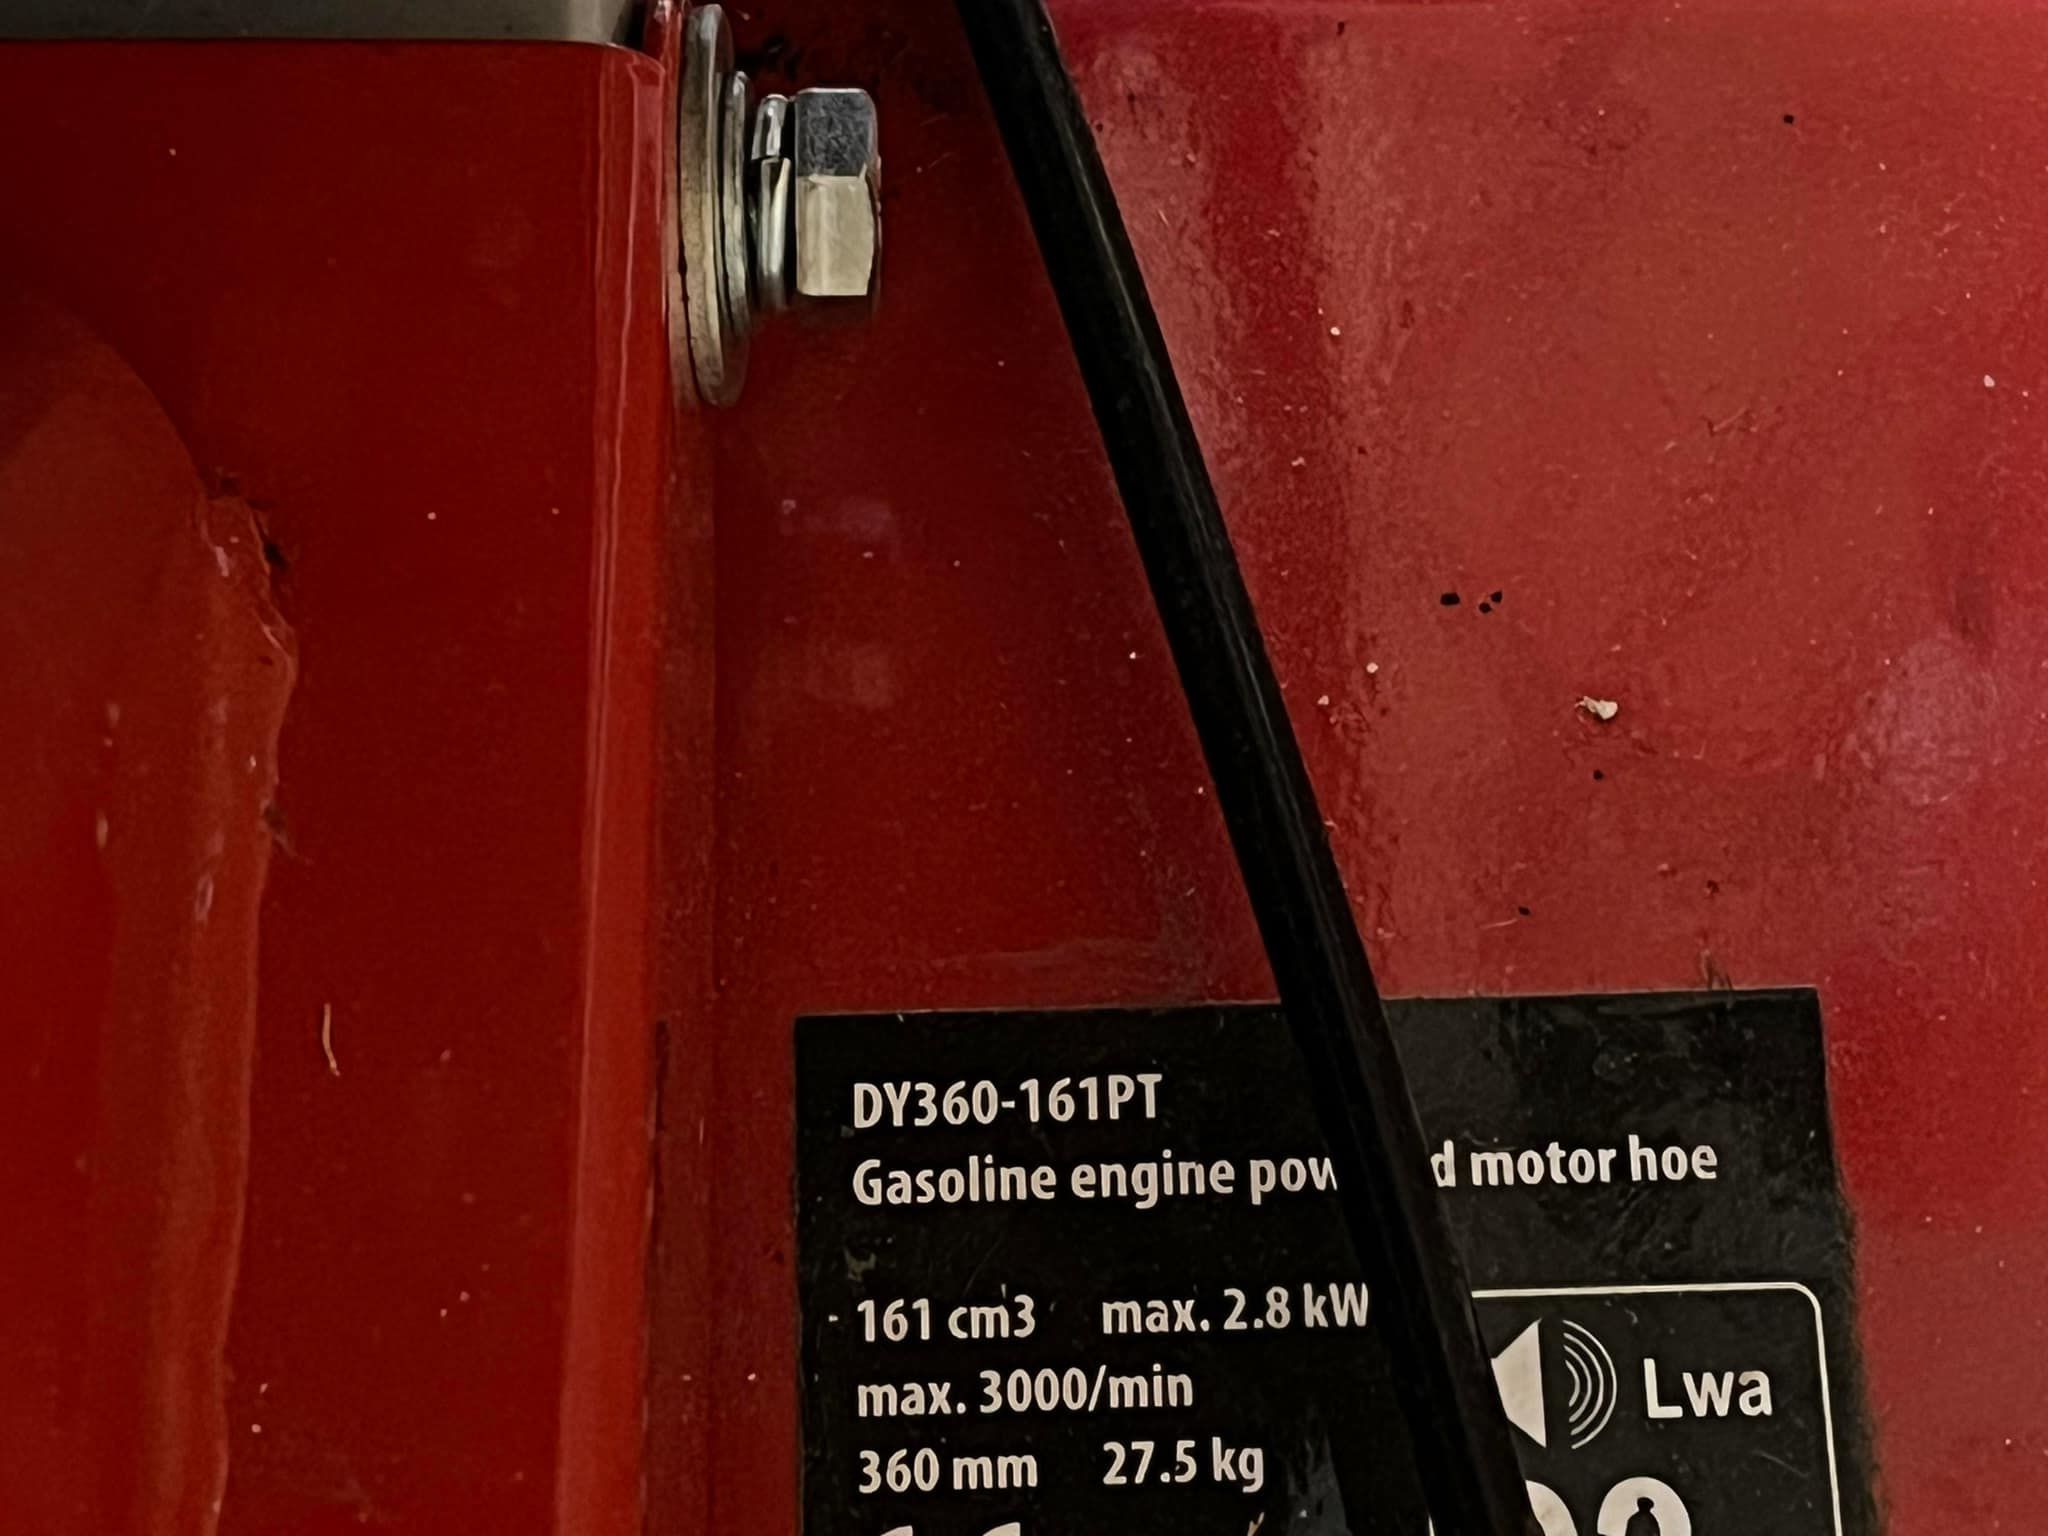 DY360-161PT
Gasoline engine pow d motor hoe
161 cm3 max. 2.8 kW
max. 3000/min
Lwa
360 mm 27.5 kg